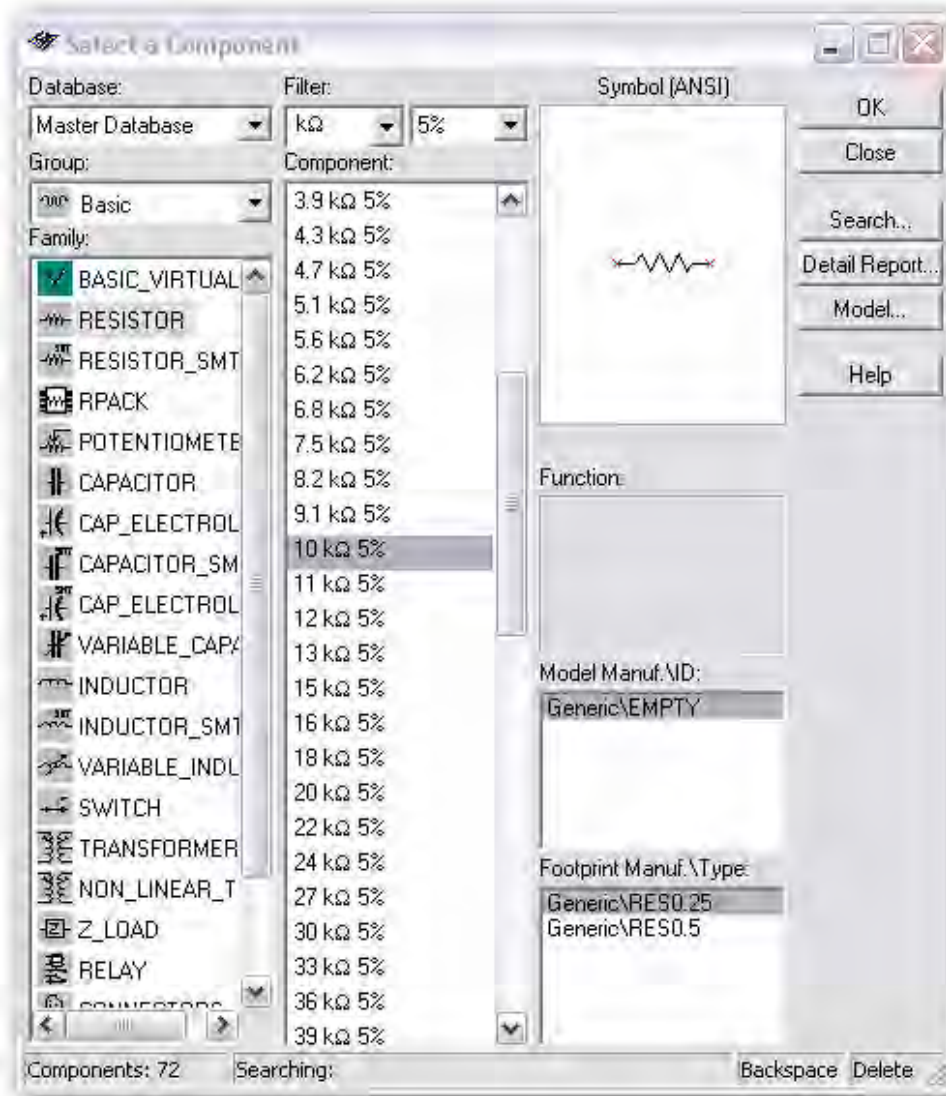 Select a Component
Database:
Master Database
Group:
Basic
Family:
BASIC_VIRTUAL
RESISTOR
RESISTOR_SMT
RPACK
POTENTIOMETE
CAPACITOR
CAP_ELECTROL
CAPACITOR_SM
CAP_ELECTROL
VARIABLE_CAPA
INDUCTOR
INDUCTOR_SMT
VARIABLE_INDL
SWITCH
TRANSFORMER
NON_LINEAR_T
Z_LOAD
RELAY
CONNECTORS
Filter:
kΩ 5%
Component:
3.9 kΩ 5%
4.3 kΩ 5%
4.7 kΩ 5%
5.1 kΩ 5%
5.6 kΩ 5%
6.2 kΩ 5%
6.8 kΩ 5%
7.5 kΩ 5%
8.2 kΩ 5%
9.1 kΩ 5%
10 kΩ 5%
11 kΩ 5%
12 kΩ 5%
13 kΩ 5%
15 kΩ 5%
16 kΩ 5%
18 kΩ 5%
20 kΩ 5%
22 kΩ 5%
24 kΩ 5%
27 kΩ 5%
30 kΩ 5%
33 kΩ 5%
36 kΩ 5%
39 kΩ 5%
Symbol (ANSI)
Function:
Model Manuf.\ID:
Generic\EMPTY
Footprint Manuf.\Type:
Generic\RES0.25
Generic\RES0.5
OK
Close
Search...
Detail Report...
Model...
Help
Components: 72 Searching: Backspace Delete